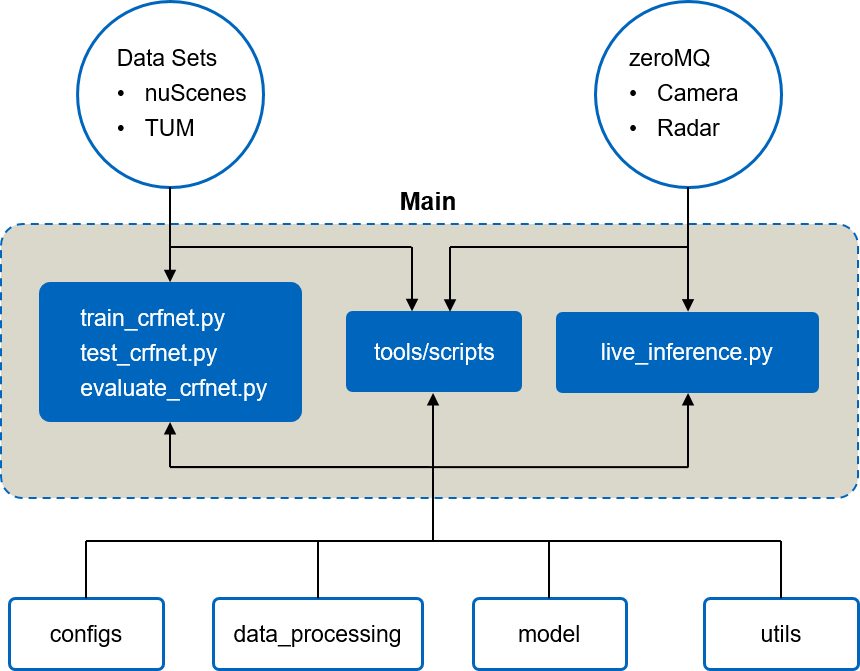 Data Sets
• nuScenes
• TUM
zeroMQ
• Camera
• Radar
Main
train_crfnet.py
test_crfnet.py
evaluate_crfnet.py
tools/scripts
live_inference.py
configs
data_processing
model
utils